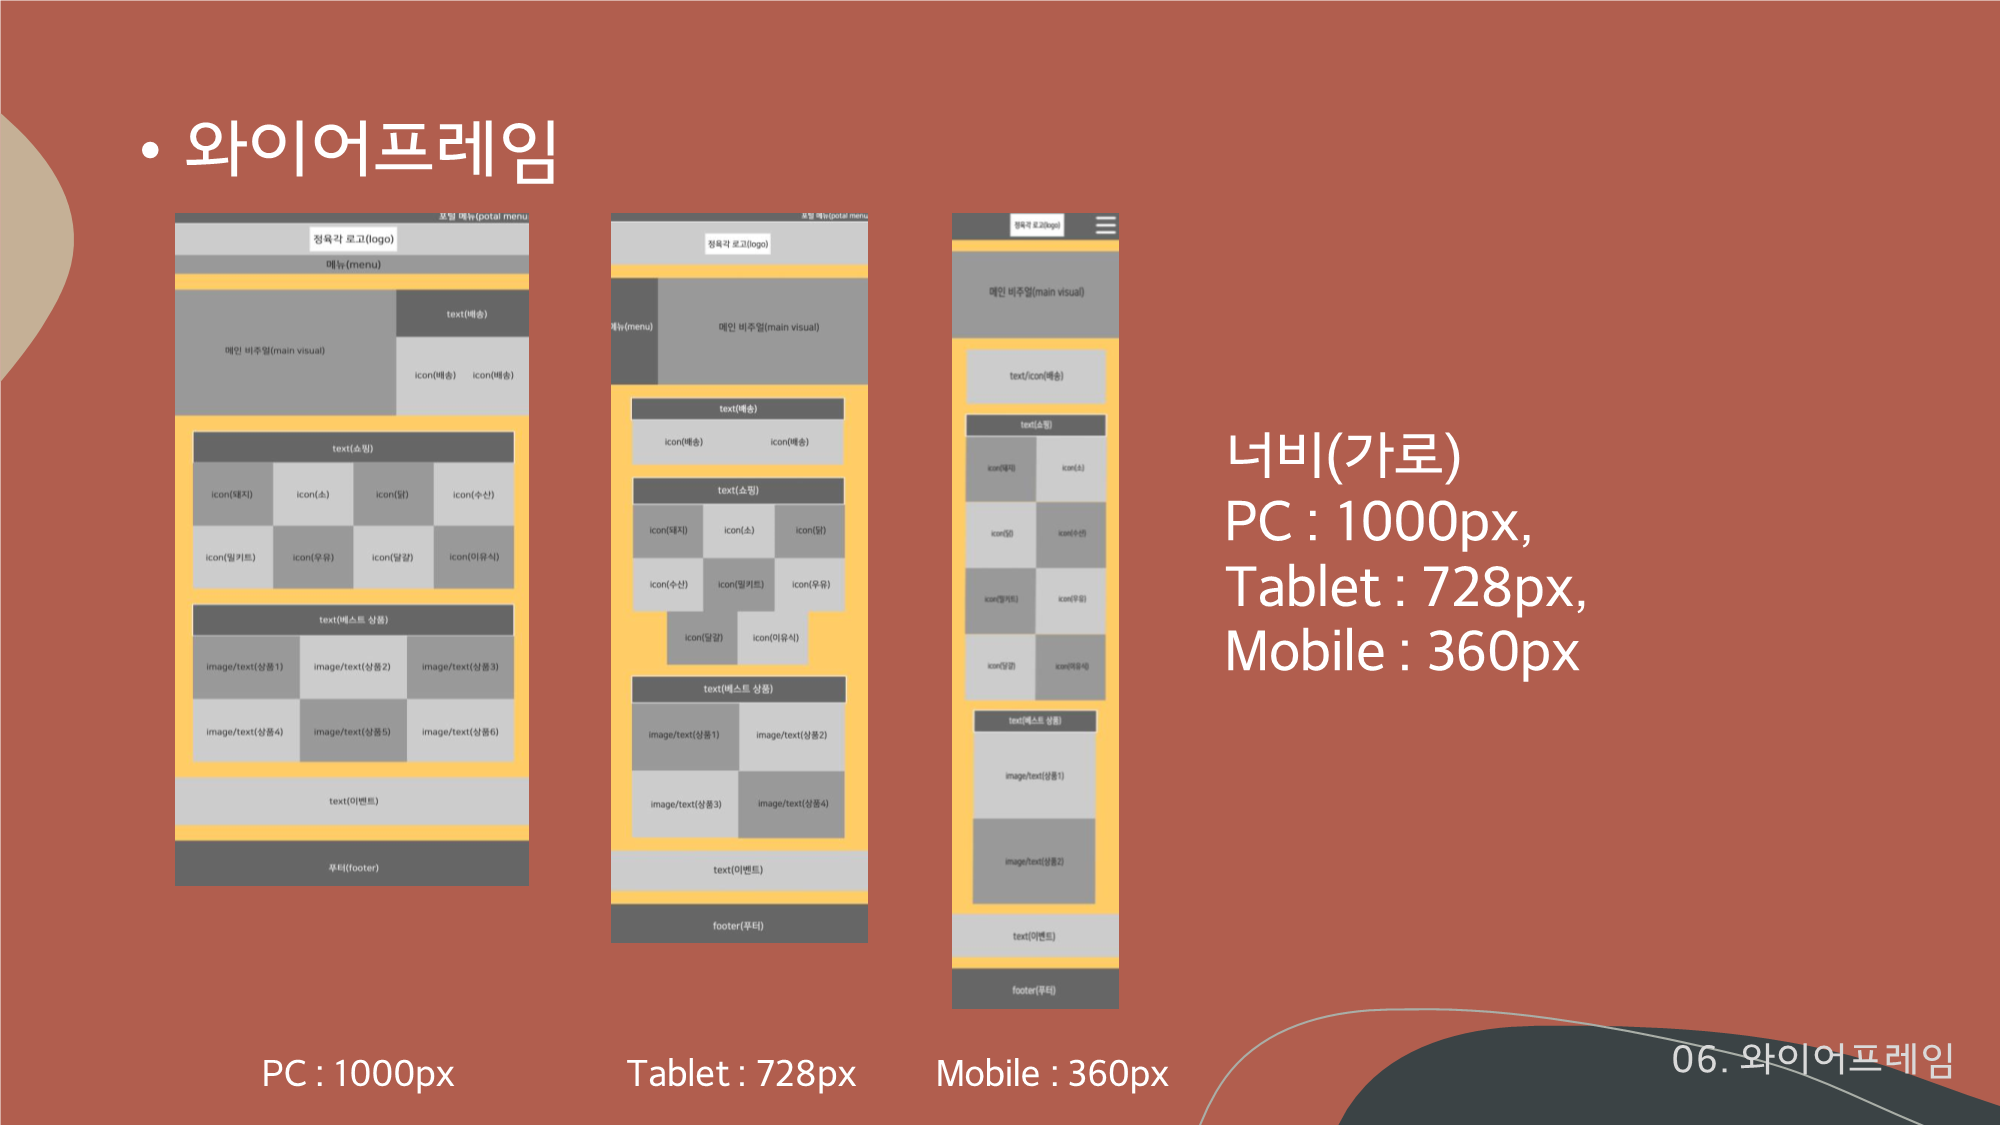 • 와이어프레임
포털 메뉴(potal menu
정육각 로고(logo)
메뉴(menu)
메인 비주얼(main visual)
text(배송)
icon(배송) icon(배송)
text(쇼핑)
icon(돼지) icon(소) icon(닭) icon(수산)
icon(밀키트) icon(우유) icon(달걀) icon(이유식)
text(베스트 상품)
image/text(상품1) image/text(상품2) image/text(상품3)
image/text(상품4) image/text(상품5) image/text(상품6)
text(이벤트)
푸터(footer)
PC : 1000px
포털 메뉴(potal menu
정육각 로고(logo)
메뉴(menu)
메인 비주얼(main visual)
text(배송)
icon(배송) icon(배송)
text(쇼핑)
icon(돼지) icon(소) icon(닭)
icon(수산) icon(밀키트) icon(우유)
icon(달걀) icon(이유식)
text(베스트 상품)
image/text(상품1) image/text(상품2)
image/text(상품3) image/text(상품4)
text(이벤트)
footer(푸터)
Tablet : 728px
정육각 로고(logo)
메인 비주얼(main visual)
text/icon(배송)
text(쇼핑)
icon(돼지) icon(소)
icon(닭) icon(수산)
icon(밀키트) icon(우유)
icon(달걀) icon(이유식)
text(베스트 상품)
image/text(상품1)
image/text(상품2)
text(이벤트)
footer(푸터)
Mobile : 360px
너비(가로)
PC : 1000px,
Tablet : 728px,
Mobile : 360px
06. 와이어프레임